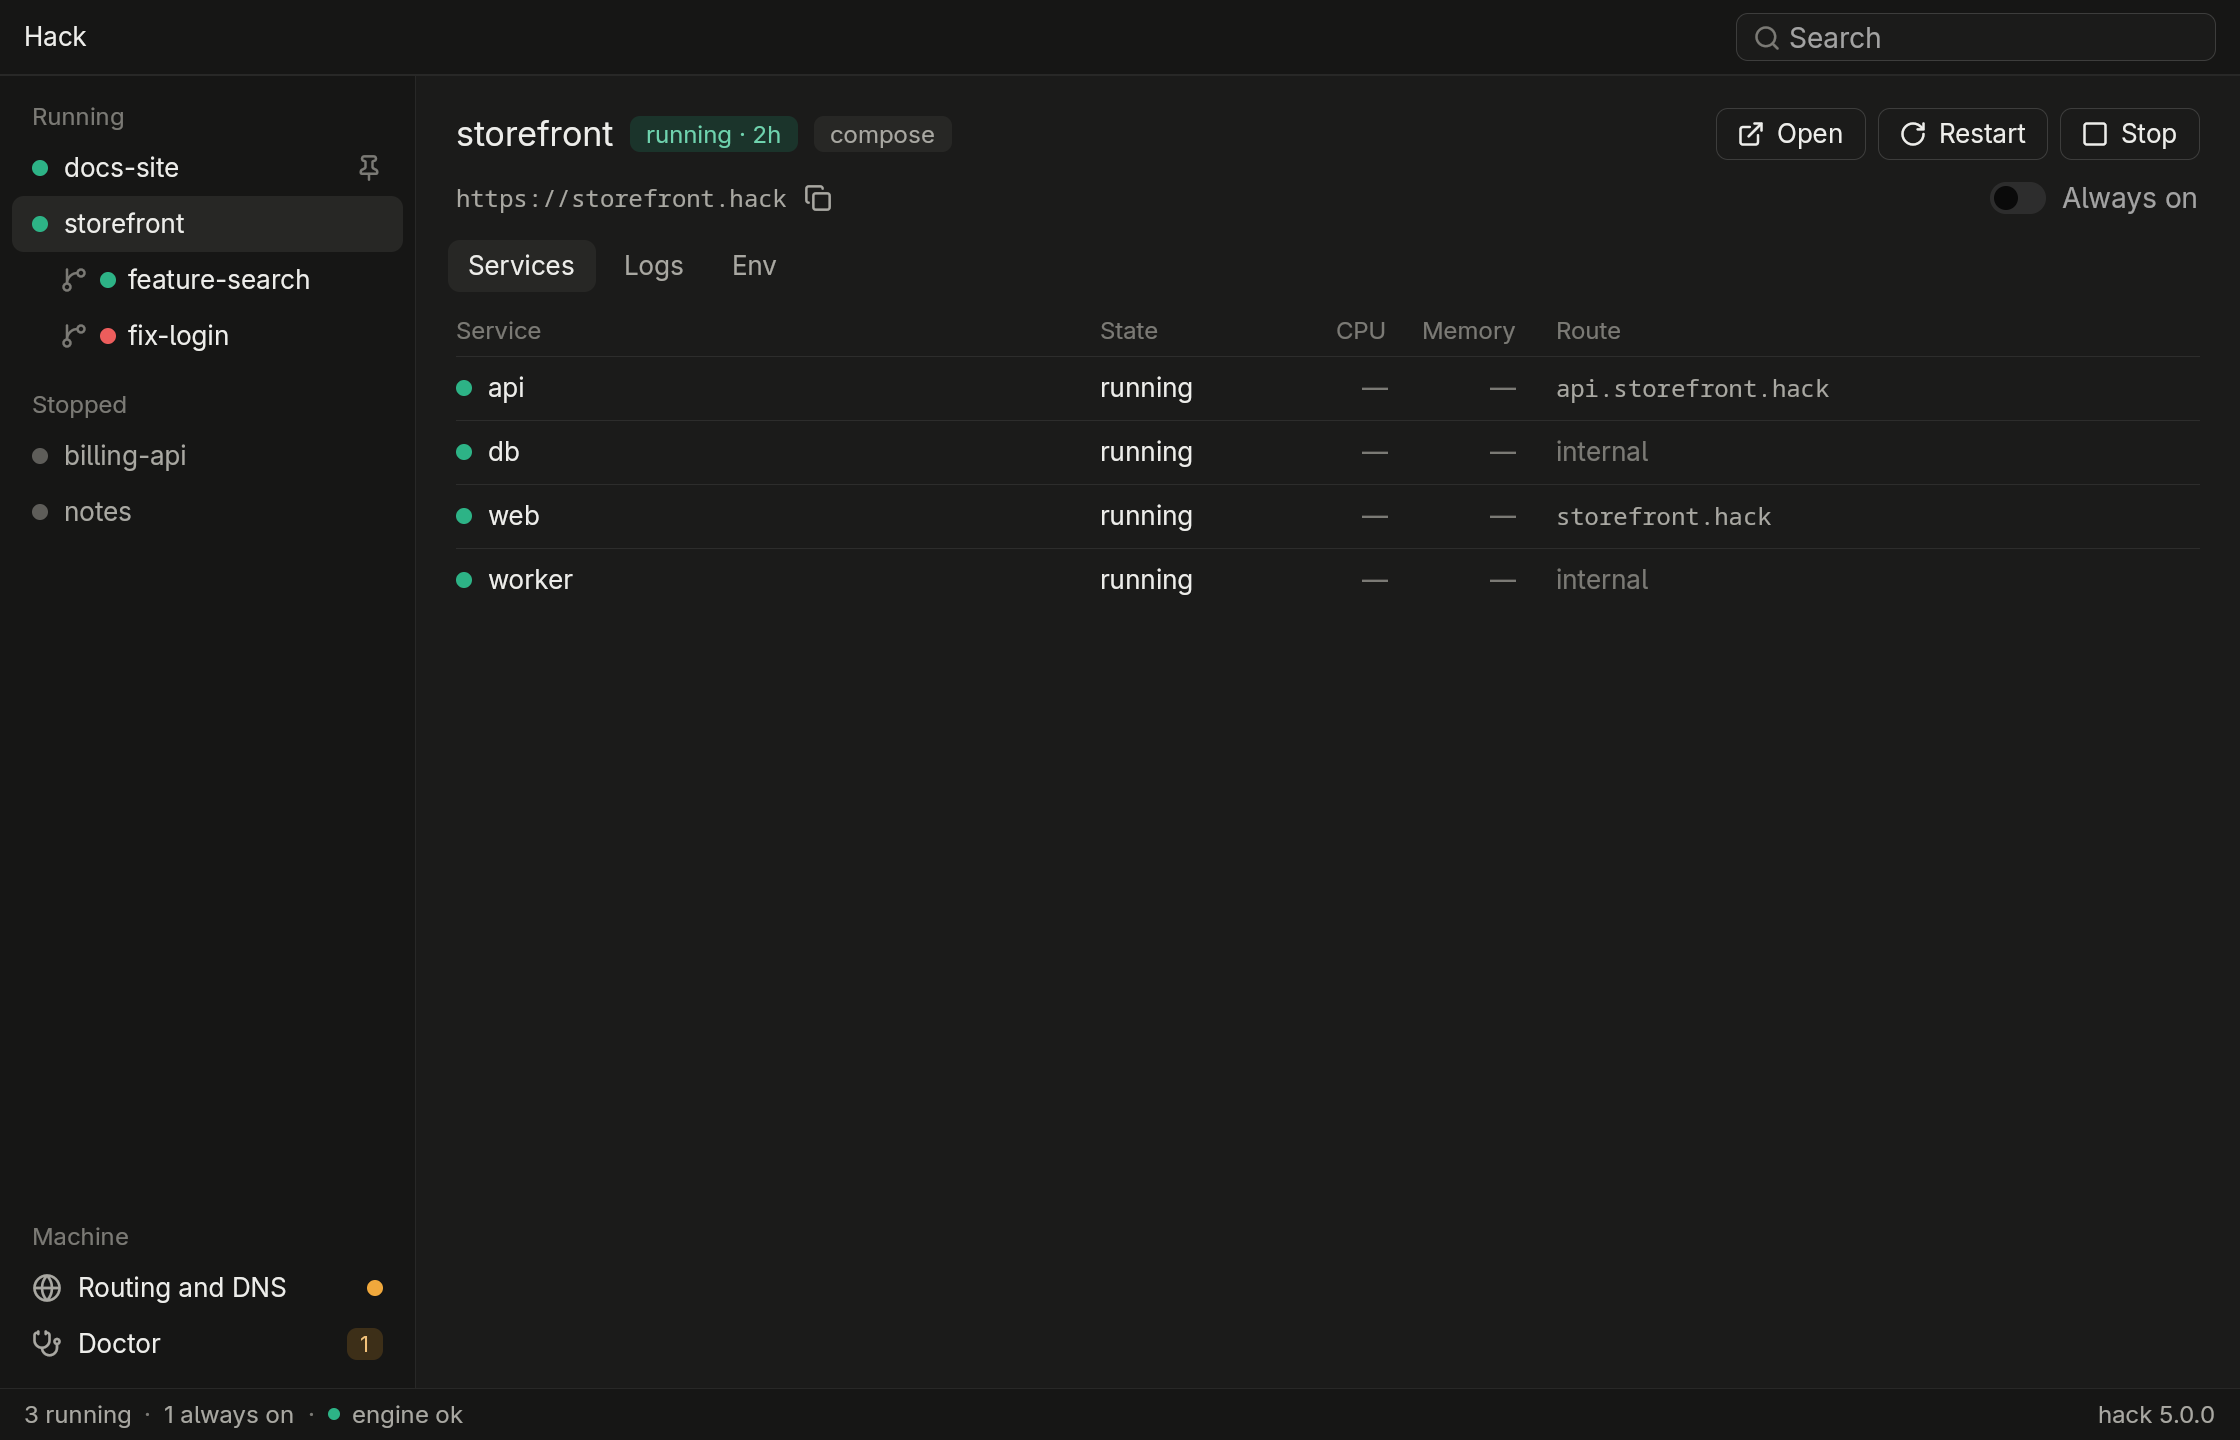 Hack
Search
Running
docs-site
storefront
feature-search
fix-login
Stopped
billing-api
notes
Machine
Routing and DNS
Doctor 1
storefront running · 2h compose
Open Restart Stop
https://storefront.hack
Always on
Services Logs Env
Service State CPU Memory Route
api running — — api.storefront.hack
db running — — internal
web running — — storefront.hack
worker running — — internal
3 running · 1 always on · engine ok
hack 5.0.0